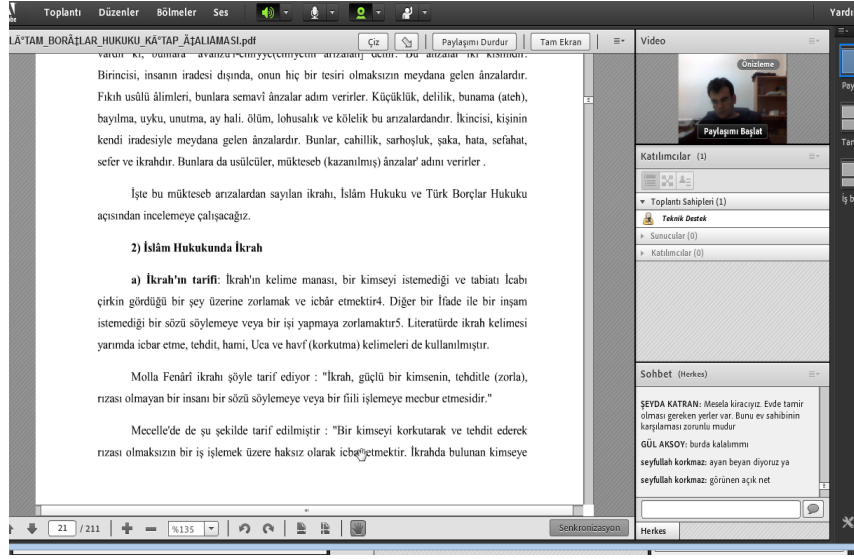 Toplantı Düzenler Bölmeler Ses
Yardı
LÄ°TAM_BORÃ‡LAR_HUKUKU_KÄ°TAP_Ã‡ALIÅMASI.pdf
Çiz
Paylaşımı Durdur
Tam Ekran
Birincisi, insanın iradesi dışında, onun hiç bir tesiri olmaksızın meydana gelen ânzalardır.
Fıkıh usûlü âlimleri, bunlara semavî ânzalar adım verirler. Küçüklük, delilik, bunama (ateh),
bayılma, uyku, unutma, ay hali. ölüm, lohusalık ve kölelik bu arızalardandır. İkincisi, kişinin
kendi iradesiyle meydana gelen ânzalardır. Bunlar, cahillik, sarhoşluk, şaka, hata, sefahat,
sefer ve ikrahdır. Bunlara da usülcüler, mükteseb (kazanılmış) ânzalar' adını verirler .
İşte bu mükteseb arızalardan sayılan ikrahı, İslâm Hukuku ve Türk Borçlar Hukuku
açısından incelemeye çalışacağız.
2) İslâm Hukukunda İkrah
a) İkrah'ın tarifi: İkrah'ın kelime manası, bir kimseyi istemediği ve tabiatı İcabı
çirkin gördüğü bir şey üzerine zorlamak ve icbâr etmektir4. Diğer bir İfade ile bir inşam
istemediği bir sözü söylemeye veya bir işi yapmaya zorlamaktır5. Literatürde ikrah kelimesi
yarımda icbar etme, tehdit, hami, Uca ve havf (korkutma) kelimeleri de kullanılmıştır.
Molla Fenârî ikrahı şöyle tarif ediyor : "İkrah, güçlü bir kimsenin, tehditle (zorla),
rızası olmayan bir insanı bir sözü söylemeye veya bir fiili işlemeye mecbur etmesidir."
Mecelle'de de şu şekilde tarif edilmiştir : "Bir kimseyi korkutarak ve tehdit ederek
rızası olmaksızın bir iş işlemek üzere haksız olarak icbar etmektir. İkrahda bulunan kimseye
21 / 211
%135
Senkronizasyon
Video
Önizleme
Paylaşımı Başlat
Katılımcılar (1)
Toplantı Sahipleri (1)
Teknik Destek
Sunucular (0)
Katılımcılar (0)
Sohbet (Herkes)
ŞEYDA KATRAN: Mesela kiracıyız. Evde tamir
olması gereken yerler var. Bunu ev sahibinin
karşılaması zorunlu mudur
GÜL AKSOY: burda kalalımmı
seyfullah korkmaz: ayan beyan diyoruz ya
seyfullah korkmaz: görünen açık net
Herkes
Pay
Tar
İş b